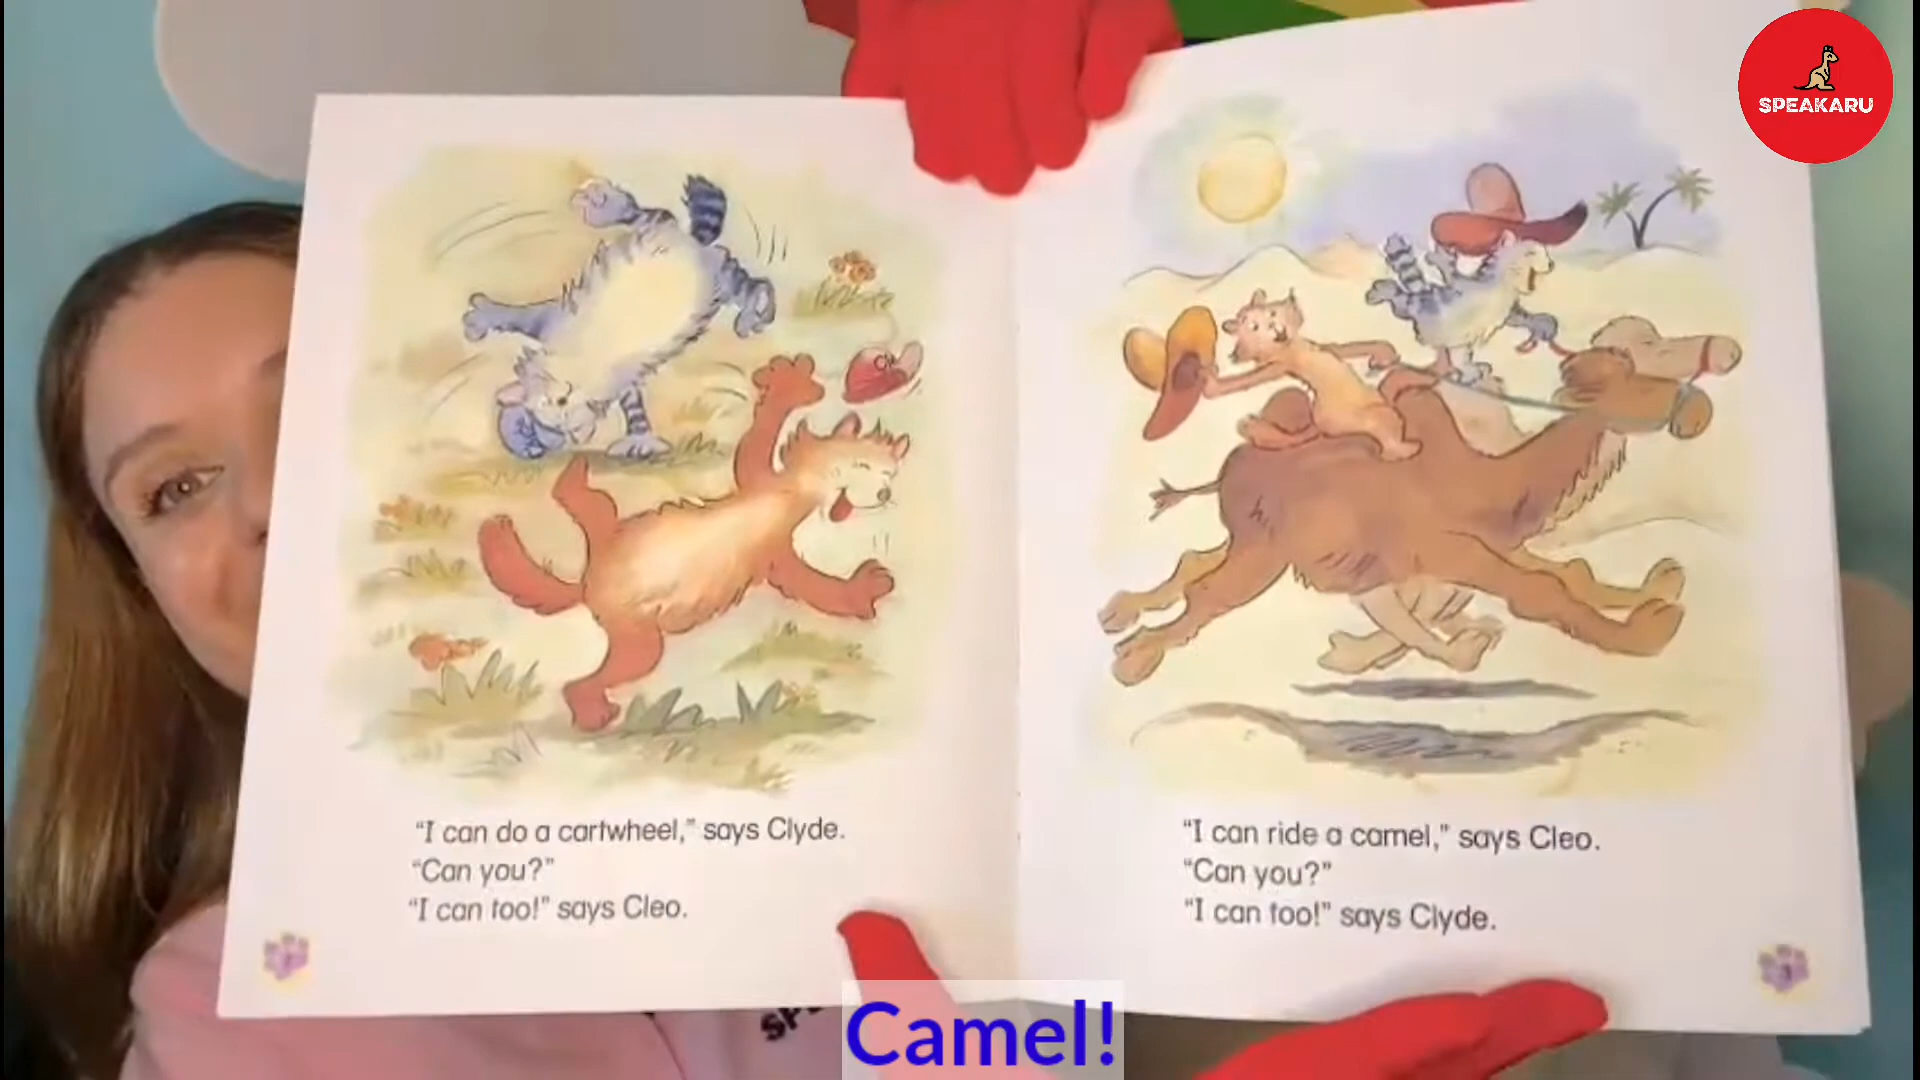 SPEAKARU
"I can do a cartwheel," says Clyde.
"Can you?"
"I can too!" says Cleo.
"I can ride a camel," says Cleo.
"Can you?"
"I can too!" says Clyde.
Camel!